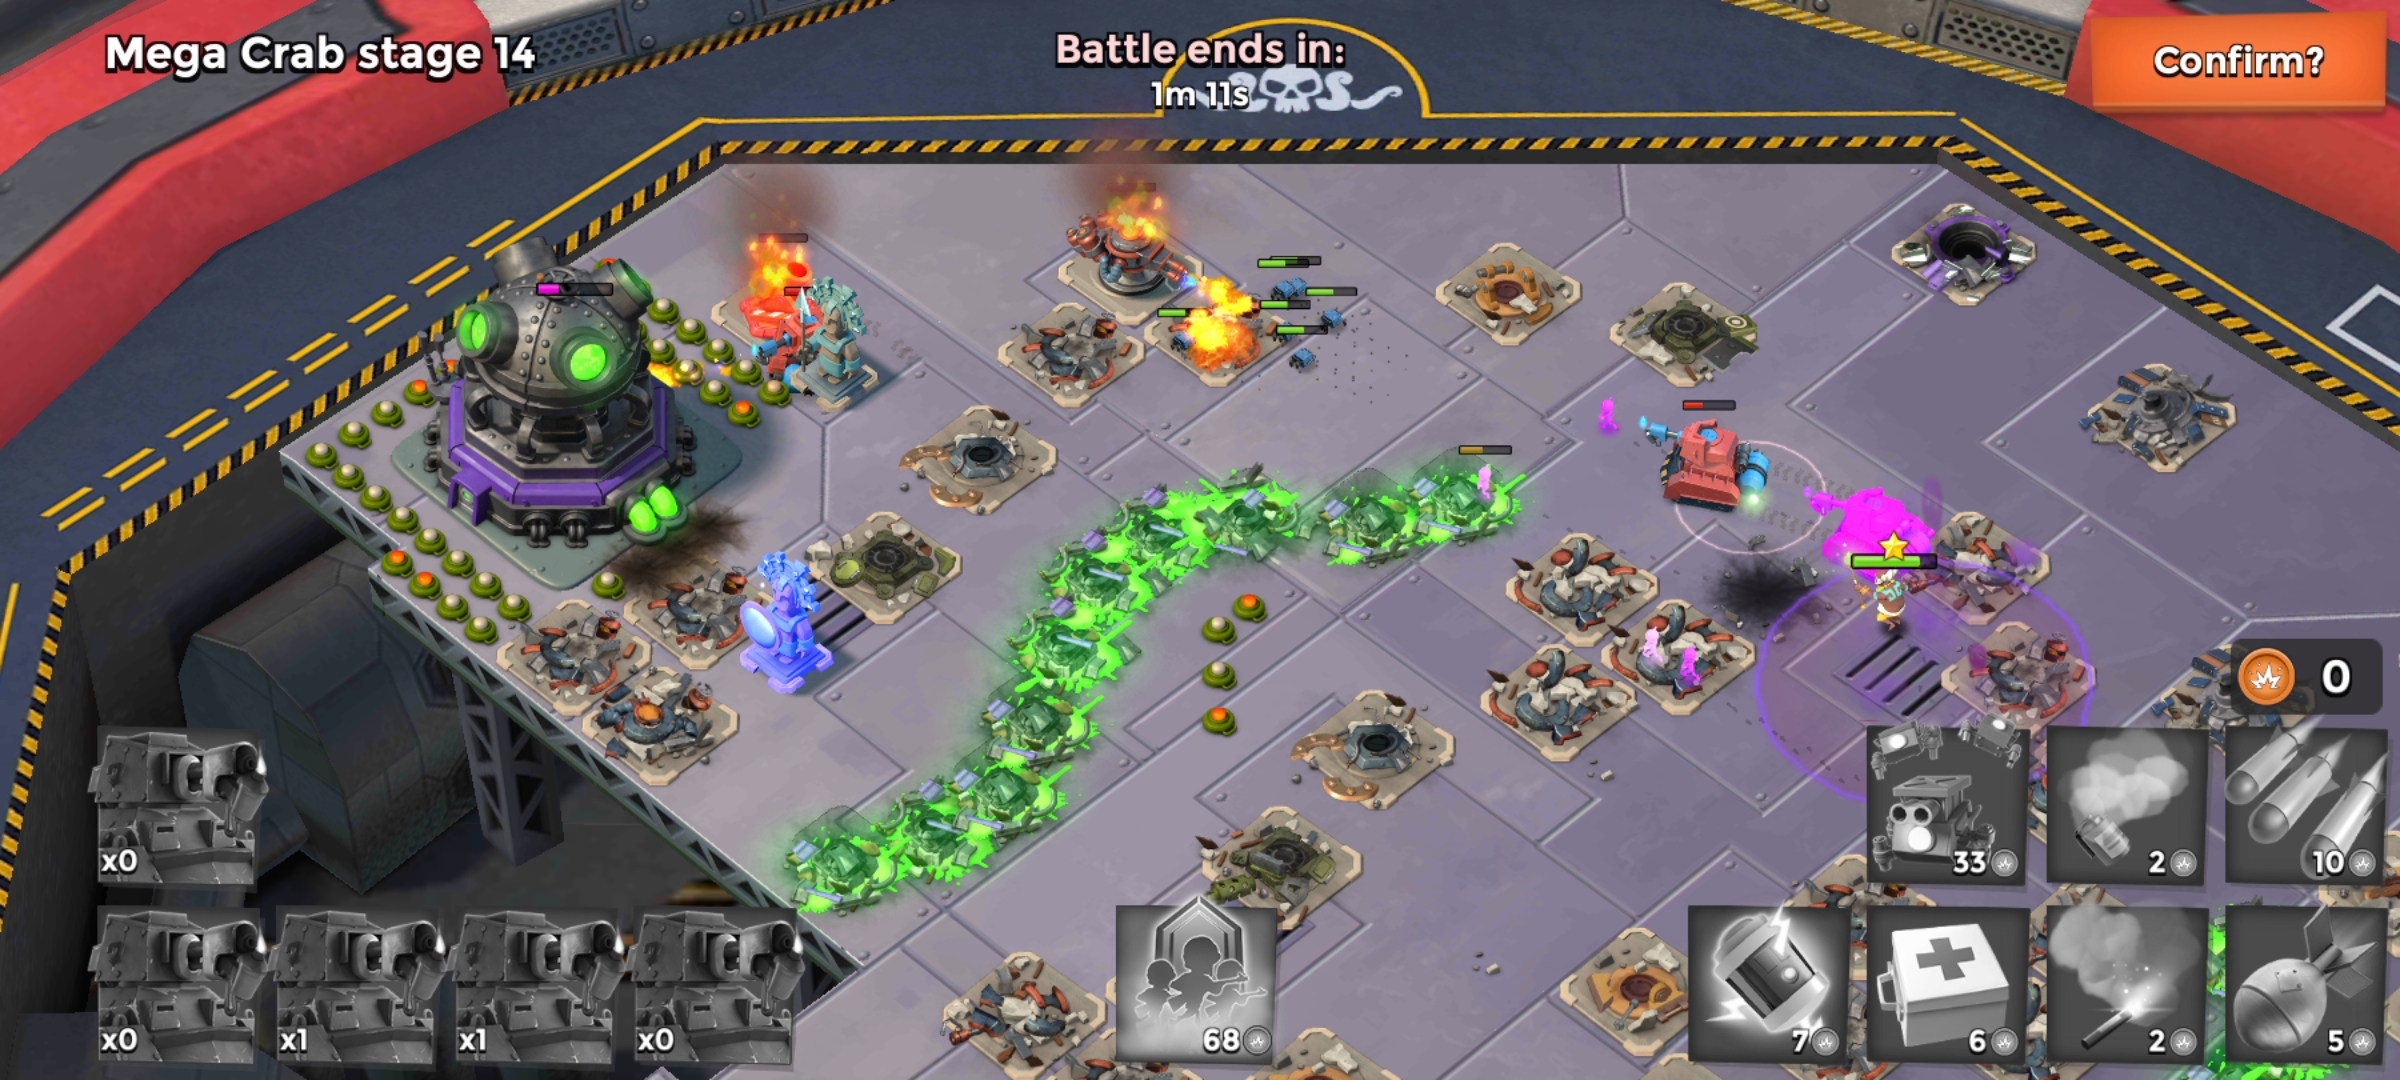 Mega Crab stage 14
Battle ends in:
1m 11s
Confirm?
0
x0
33
2
10
x0
x1
x1
x0
68
7
6
2
5